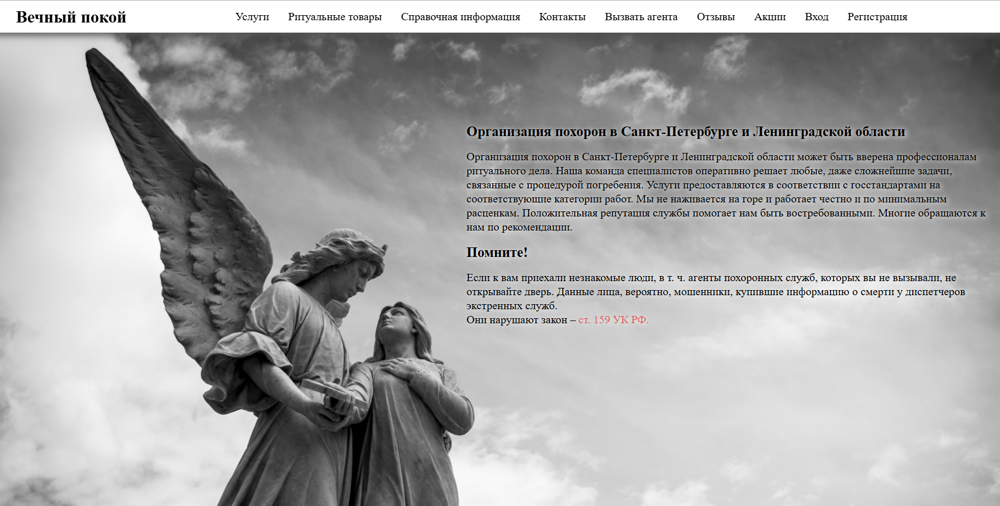 Вечный покой
Услуги Ритуальные товары Справочная информация Контакты Вызвать агента Отзывы Акции Вход Регистрация
Организация похорон в Санкт-Петербурге и Ленинградской области
Организация похорон в Санкт-Петербурге и Ленинградской области может быть вверена профессионалам
ритуального дела. Наша команда специалистов оперативно решает любые, даже сложнейшие задачи,
связанные с процедурой погребения. Услуги предоставляются в соответствии с госстандартами на
соответствующие категории работ. Мы не наживается на горе и работает честно и по минимальным
расценкам. Положительная репутация службы помогает нам быть востребованными. Многие обращаются к
нам по рекомендации.
Помните!
Если к вам приехали незнакомые люди, в т. ч. агенты похоронных служб, которых вы не вызывали, не
открывайте дверь. Данные лица, вероятно, мошенники, купившие информацию о смерти у диспетчеров
экстренных служб.
Они нарушают закон – ст. 159 УК РФ.